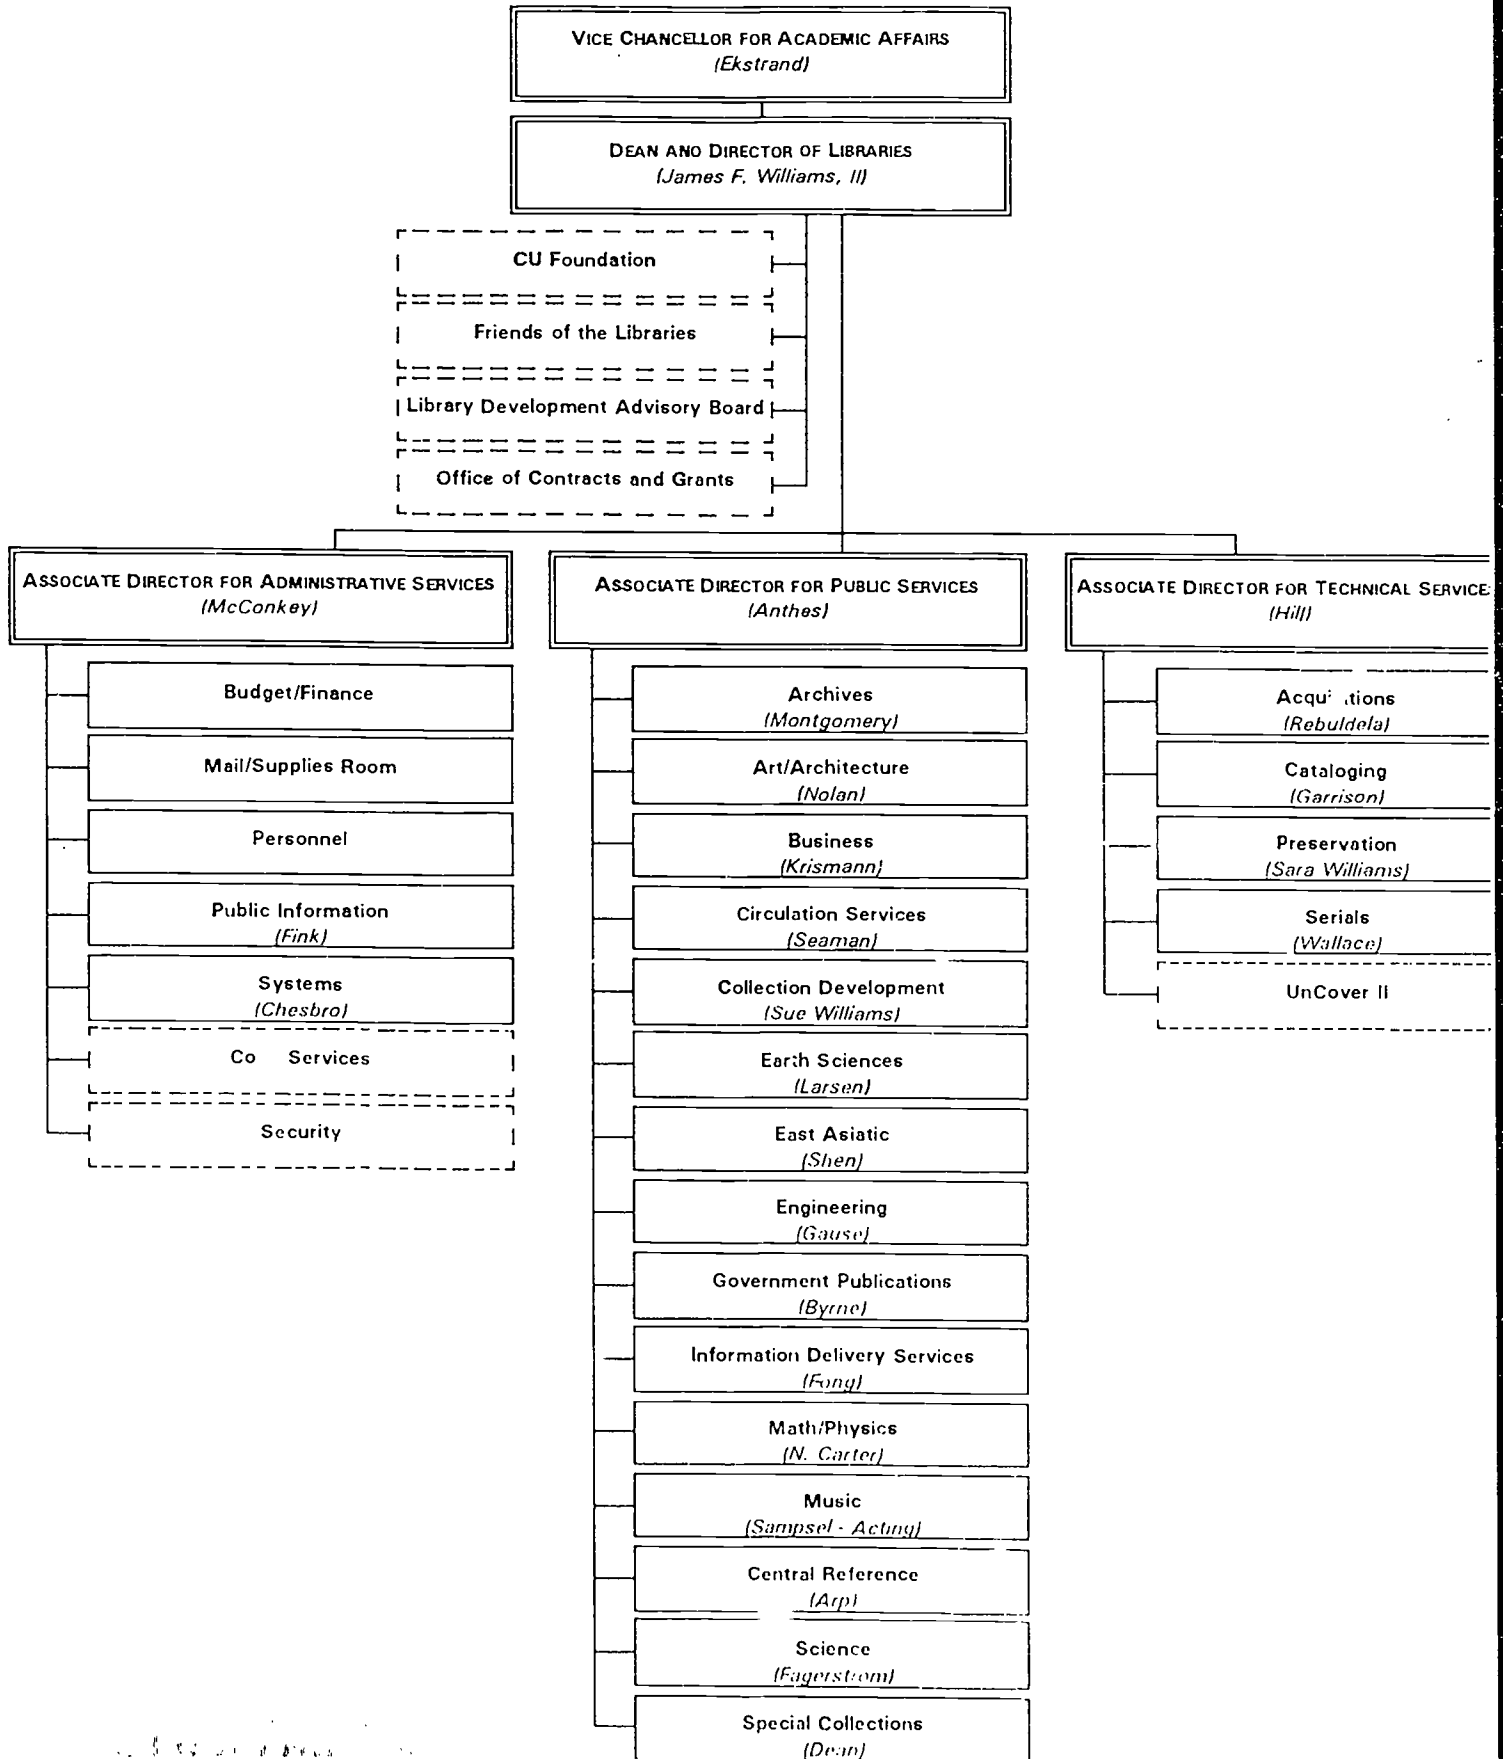 VICE CHANCELLOR FOR ACADEMIC AFFAIRS
(Ekstrand)
DEAN AND DIRECTOR OF LIBRARIES
(James F. Williams, II)
CU Foundation
Friends of the Libraries
Library Development Advisory Board
Office of Contracts and Grants
ASSOCIATE DIRECTOR FOR ADMINISTRATIVE SERVICES
(McConkey)
Budget/Finance
Mail/Supplies Room
Personnel
Public Information
(Fink)
Systems
(Chesbro)
Co Services
Security
ASSOCIATE DIRECTOR FOR PUBLIC SERVICES
(Anthes)
Archives
(Montgomery)
Art/Architecture
(Nolan)
Business
(Krismann)
Circulation Services
(Seaman)
Collection Development
(Sue Williams)
Earth Sciences
(Larsen)
East Asiatic
(Shen)
Engineering
(Gause)
Government Publications
(Byrne)
Information Delivery Services
(Fong)
Math/Physics
(N. Carter)
Music
(Sampsel - Acting)
Central Reference
(Arp)
Science
(Fagerstrom)
Special Collections
(Dean)
ASSOCIATE DIRECTOR FOR TECHNICAL SERVICE
(Hill)
(Rebuldela)
Cataloging
(Garrison)
Preservation
(Sara Williams)
Serials
(Wallace)
UnCover II